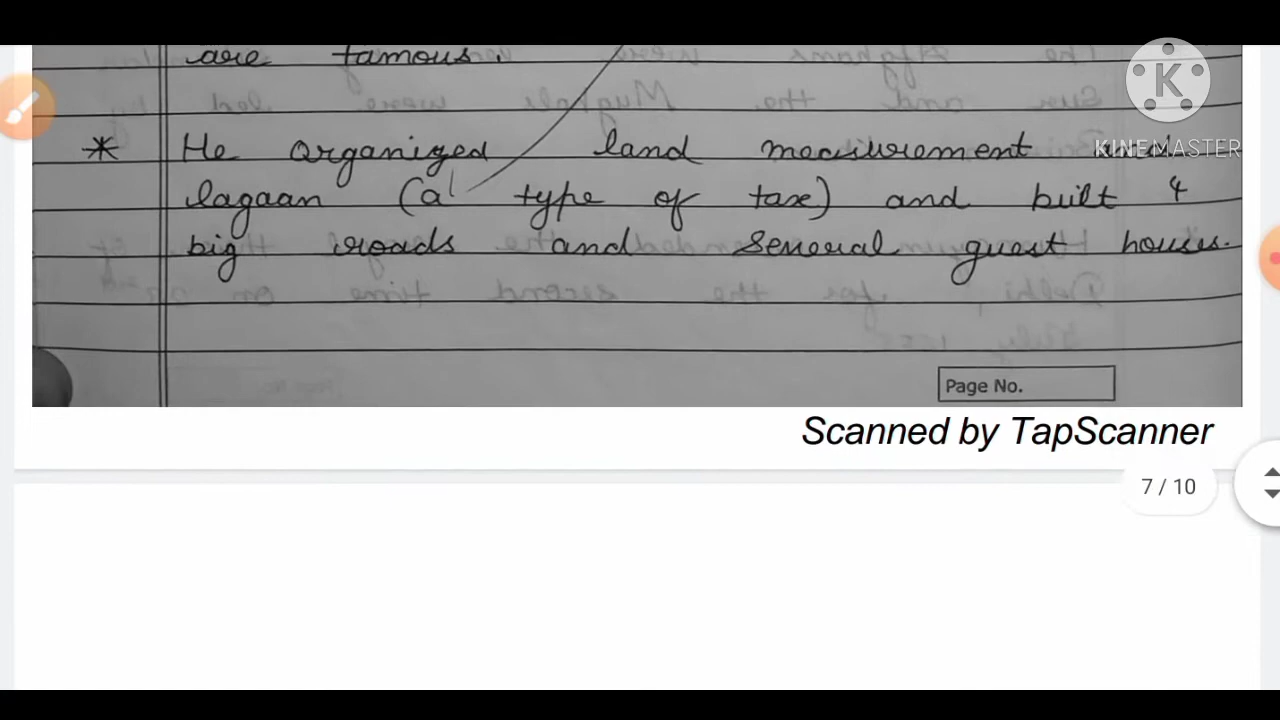 are famous.
K
KINEMASTER
* He organized land measurement and
lagaan (a type of tax) and built 4
big roads and several guest houses.
Page No.
Scanned by TapScanner
7 / 10